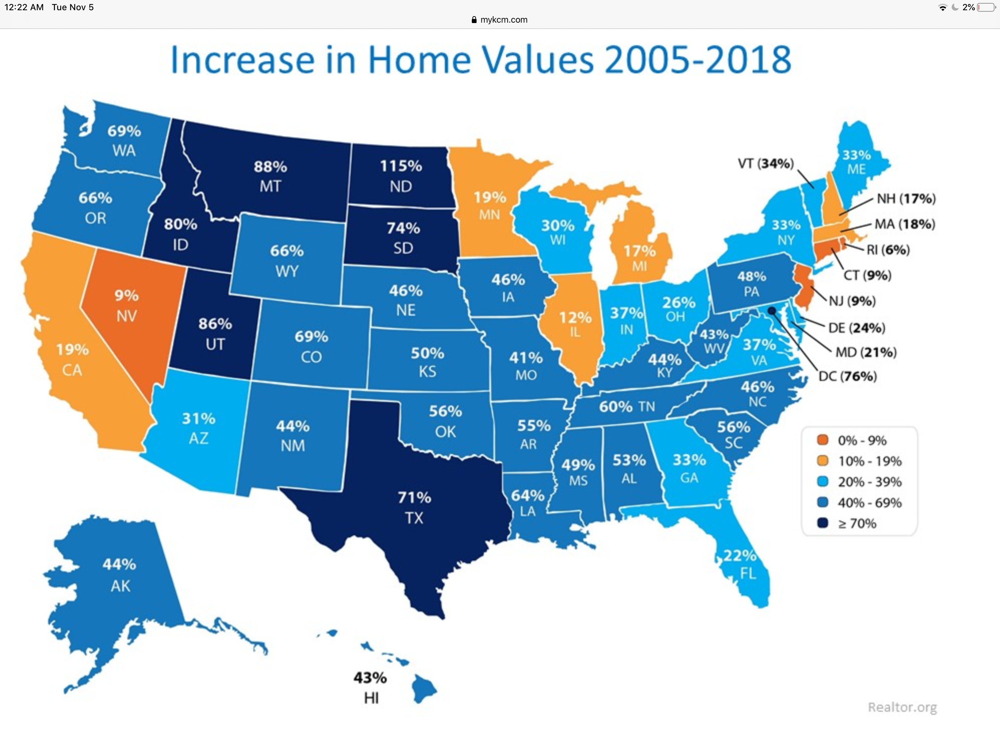 12:22 AM Tue Nov 5
2%
mykcm.com
Increase in Home Values 2005-2018
69%
WA
66%
OR
80%
ID
88%
MT
115%
ND
74%
SD
66%
WY
19%
MN
30%
WI
17%
MI
33%
ME
VT (34%)
NH (17%)
MA (18%)
RI (6%)
CT (9%)
NJ (9%)
DE (24%)
MD (21%)
DC (76%)
33%
NY
48%
PA
46%
IA
46%
NE
9%
NV
19%
CA
86%
UT
69%
CO
50%
KS
41%
MO
12%
IL
37%
IN
26%
OH
43%
WV
37%
VA
44%
KY
46%
NC
60% TN
56%
SC
31%
AZ
44%
NM
56%
OK
55%
AR
49%
MS
53%
AL
33%
GA
71%
TX
64%
LA
22%
FL
44%
AK
43%
HI
0% - 9%
10% - 19%
20% - 39%
40% - 69%
≥ 70%
Realtor.org